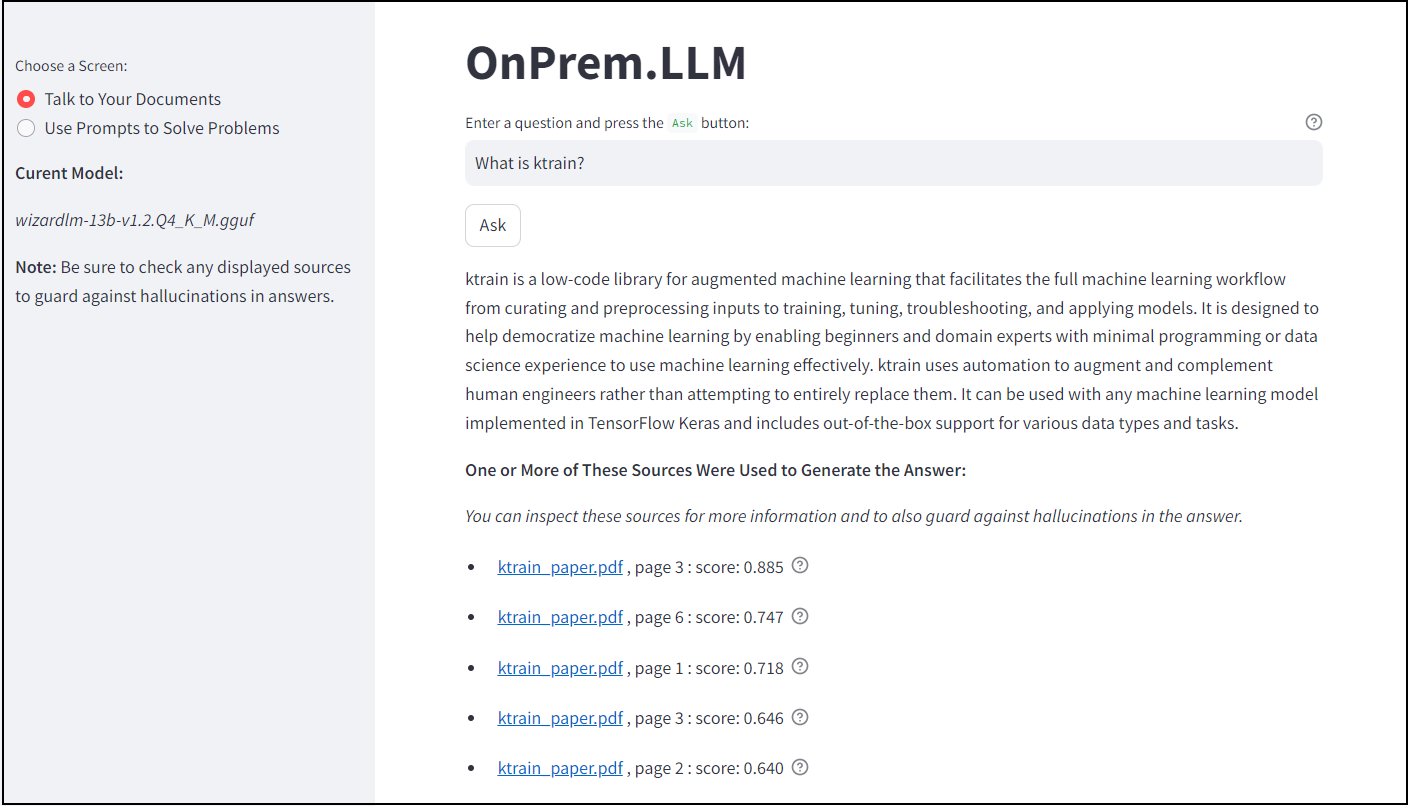 Choose a Screen:
Talk to Your Documents
Use Prompts to Solve Problems
Curent Model:
wizardlm-13b-v1.2.Q4_K_M.gguf
Note: Be sure to check any displayed sources
to guard against hallucinations in answers.
OnPrem.LLM
Enter a question and press the Ask button:
What is ktrain?
Ask
ktrain is a low-code library for augmented machine learning that facilitates the full machine learning workflow
from curating and preprocessing inputs to training, tuning, troubleshooting, and applying models. It is designed to
help democratize machine learning by enabling beginners and domain experts with minimal programming or data
science experience to use machine learning effectively. ktrain uses automation to augment and complement
human engineers rather than attempting to entirely replace them. It can be used with any machine learning model
implemented in TensorFlow Keras and includes out-of-the-box support for various data types and tasks.
One or More of These Sources Were Used to Generate the Answer:
You can inspect these sources for more information and to also guard against hallucinations in the answer.
• ktrain_paper.pdf , page 3 : score: 0.885
• ktrain_paper.pdf , page 6 : score: 0.747
• ktrain_paper.pdf , page 1 : score: 0.718
• ktrain_paper.pdf , page 3 : score: 0.646
• ktrain_paper.pdf , page 2 : score: 0.640